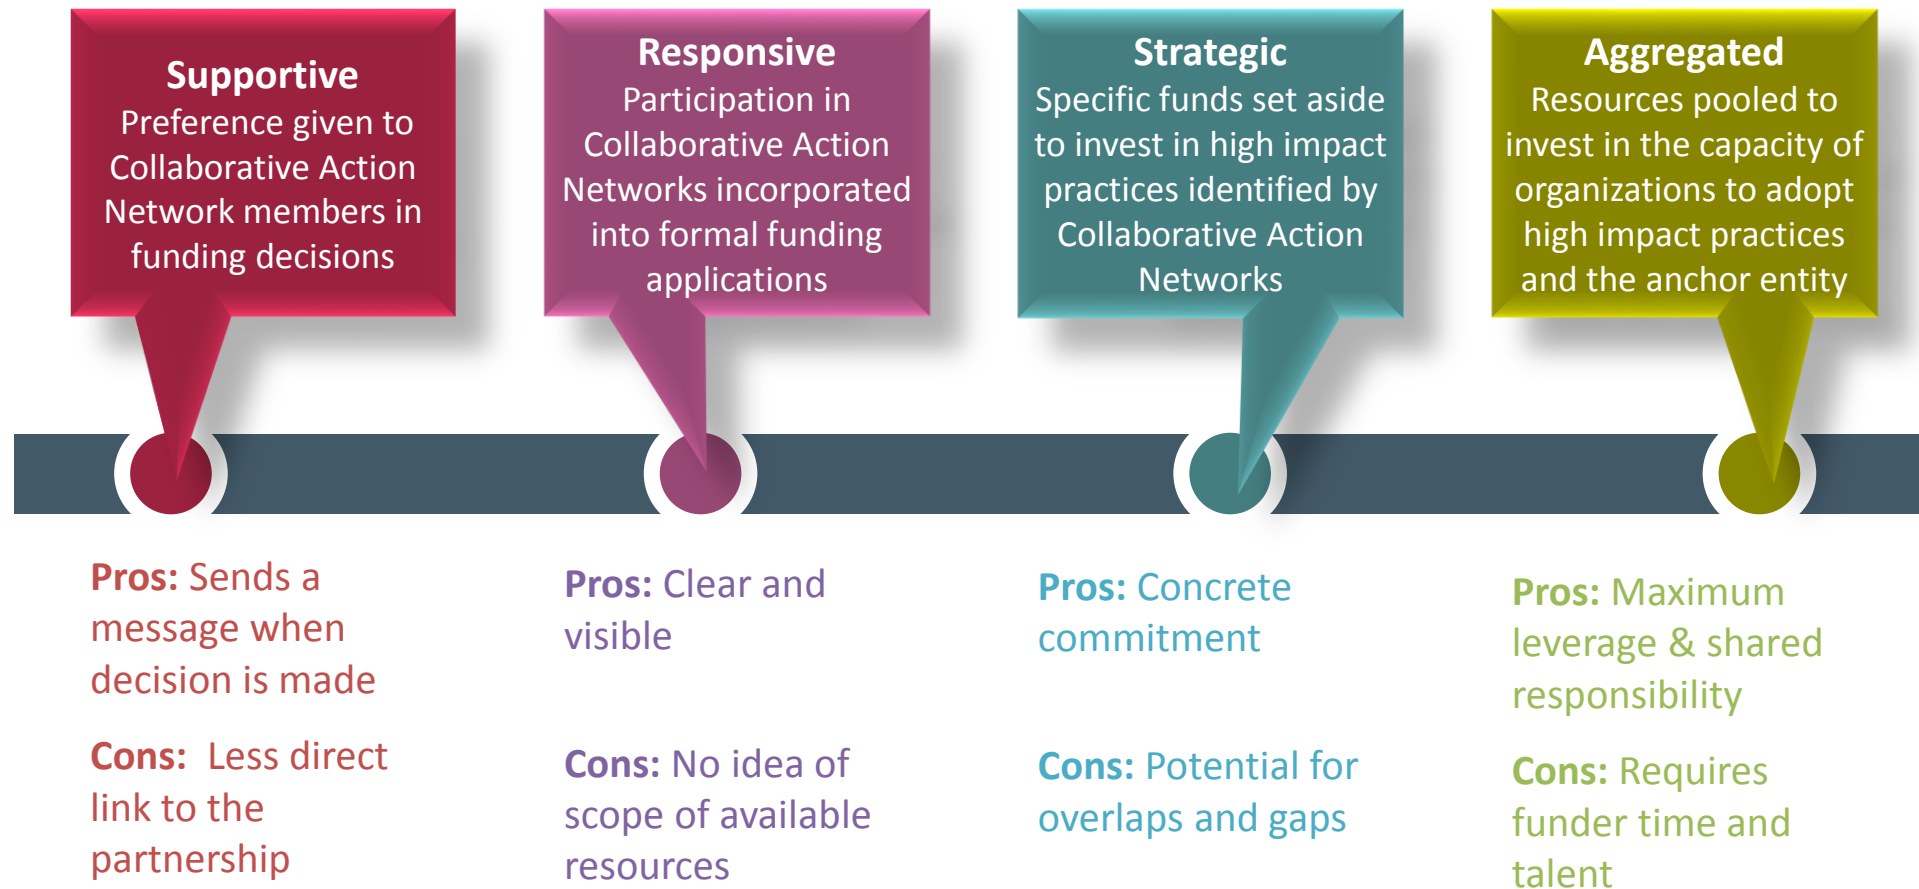 Supportive
Preference given to
Collaborative Action
Network members in
funding decisions
Responsive
Participation in
Collaborative Action
Networks incorporated
into formal funding
applications
Strategic
Specific funds set aside
to invest in high impact
practices identified by
Collaborative Action
Networks
Aggregated
Resources pooled to
invest in the capacity of
organizations to adopt
high impact practices
and the anchor entity
Pros: Sends a
message when
decision is made
Cons: Less direct
link to the
partnership
Pros: Clear and
visible
Cons: No idea of
scope of available
resources
Pros: Concrete
commitment
Cons: Potential for
overlaps and gaps
Pros: Maximum
leverage & shared
responsibility
Cons: Requires
funder time and
talent